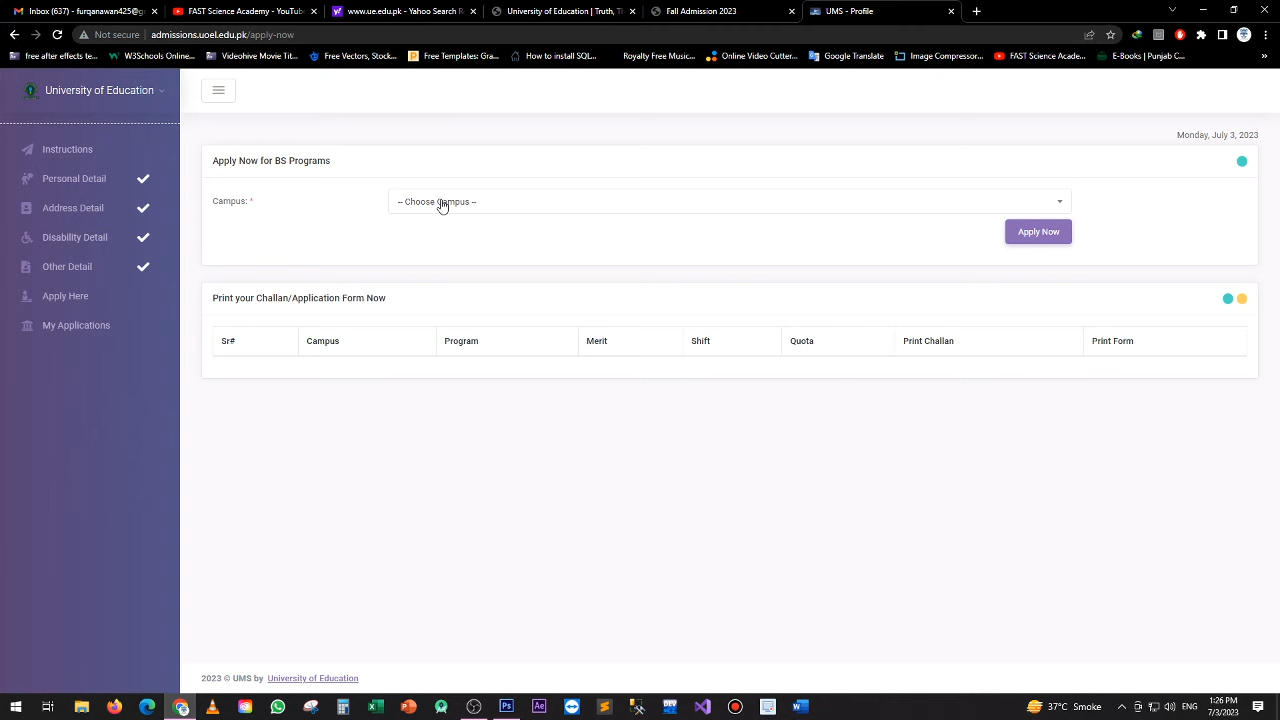 Inbox (637) - furqanawan425@g
FAST Science Academy - YouTub
www.ue.edu.pk - Yahoo Search R
University of Education | Truth, Th
Fall Admission 2023
UMS - Profile
Not secure | admissions.uoel.edu.pk/apply-now
free after effects te...
W3Schools Online...
Videohive Movie Tit...
Free Vectors, Stock...
Free Templates: Gra...
How to install SQL...
Royalty Free Music...
Online Video Cutter...
Google Translate
Image Compressor...
FAST Science Acade...
E-Books | Punjab C...
University of Education
Instructions
Personal Detail
Address Detail
Disability Detail
Other Detail
Apply Here
My Applications
Monday, July 3, 2023
Apply Now for BS Programs
Campus: *
-- Choose Campus --
Apply Now
Print your Challan/Application Form Now
Sr# Campus Program Merit Shift Quota Print Challan Print Form
2023 © UMS by University of Education
37°C Smoke
ENG
1:26 PM
7/3/2023